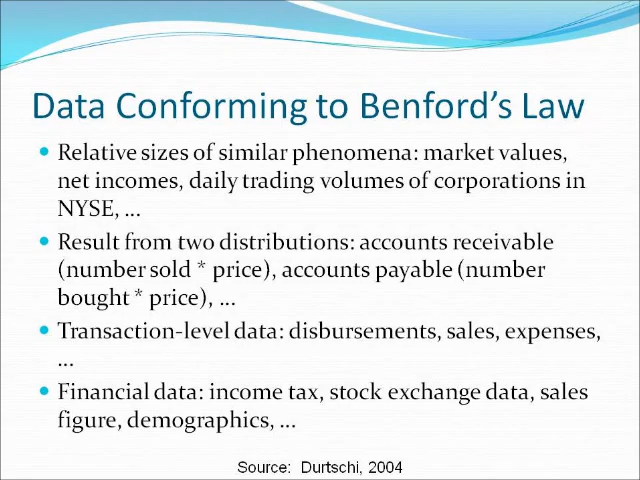 Data Conforming to Benford's Law
Relative sizes of similar phenomena: market values,
net incomes, daily trading volumes of corporations in
NYSE, ...
Result from two distributions: accounts receivable
(number sold * price), accounts payable (number
bought * price), ...
Transaction-level data: disbursements, sales, expenses,
...
Financial data: income tax, stock exchange data, sales
figure, demographics, ...
Source: Durtschi, 2004